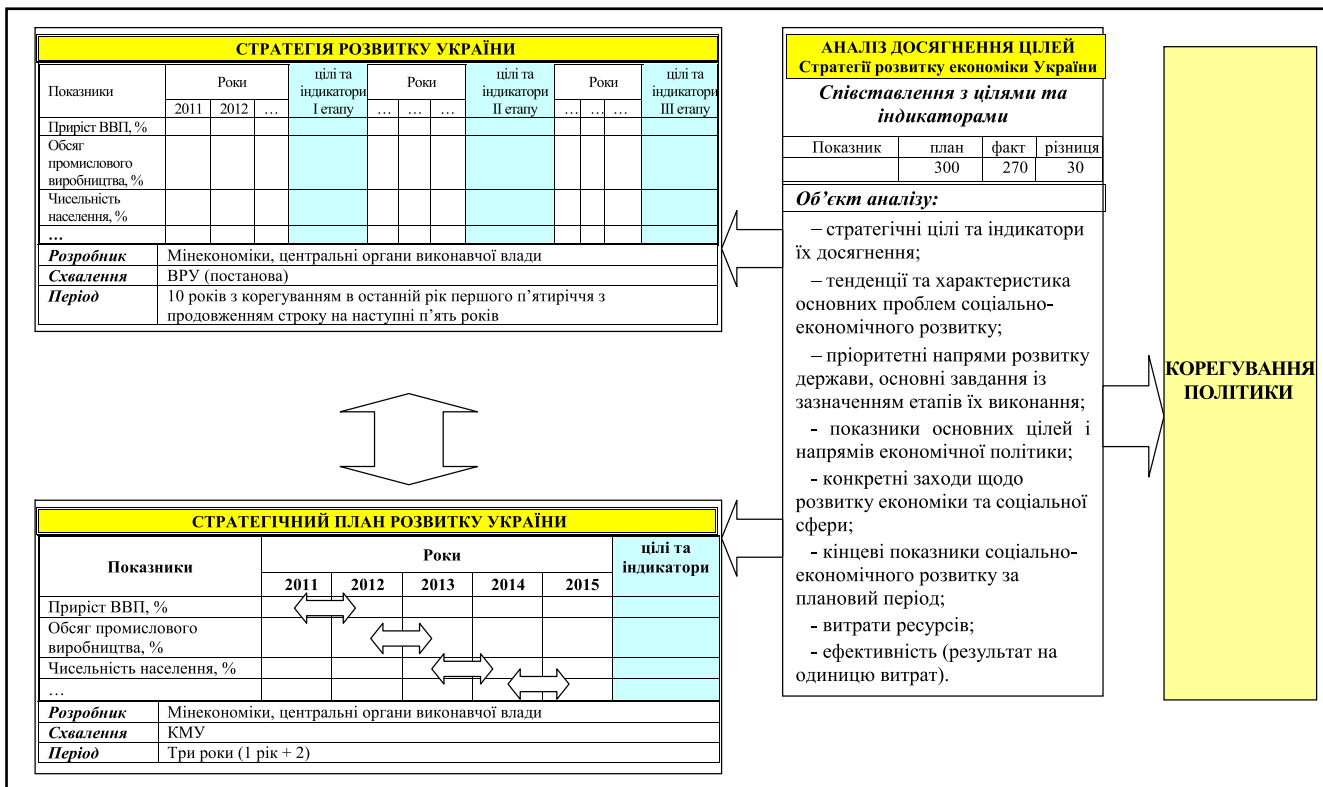 СТРАТЕГІЯ РОЗВИТКУ УКРАЇНИ
Показники
Роки
цілі та індикатори І етапу
Роки
цілі та індикатори ІІ етапу
Роки
цілі та індикатори ІІІ етапу
2011 2012 … … … … … … …
Приріст ВВП, %
Обсяг
промислового
виробництва, %
Чисельність
населення, %
…
Розробник Мінекономіки, центральні органи виконавчої влади
Схвалення ВРУ (постанова)
Період 10 років з корегуванням в останній рік першого п’ятиріччя з
продовженням строку на наступні п’ять років
СТРАТЕГІЧНИЙ ПЛАН РОЗВИТКУ УКРАЇНИ
Показники
Роки
цілі та
індикатори
2011 2012 2013 2014 2015
Приріст ВВП, %
Обсяг промислового
виробництва, %
Чисельність населення, %
…
Розробник Мінекономіки, центральні органи виконавчої влади
Схвалення КМУ
Період Три роки (1 рік + 2)
АНАЛІЗ ДОСЯГНЕННЯ ЦІЛЕЙ
Стратегії розвитку економіки України
Співставлення з цілями та
індикаторами
Показник план факт різниця
300 270 30
Об’єкт аналізу:
– стратегічні цілі та індикатори
їх досягнення;
– тенденції та характеристика
основних проблем соціально-
економічного розвитку;
– пріоритетні напрями розвитку
держави, основні завдання із
зазначенням етапів їх виконання;
- показники основних цілей і
напрямів економічної політики;
- конкретні заходи щодо
розвитку економіки та соціальної
сфери;
- кінцеві показники соціально-
економічного розвитку за
плановий період;
- витрати ресурсів;
- ефективність (результат на
одиницю витрат).
КОРЕГУВАННЯ
ПОЛІТИКИ